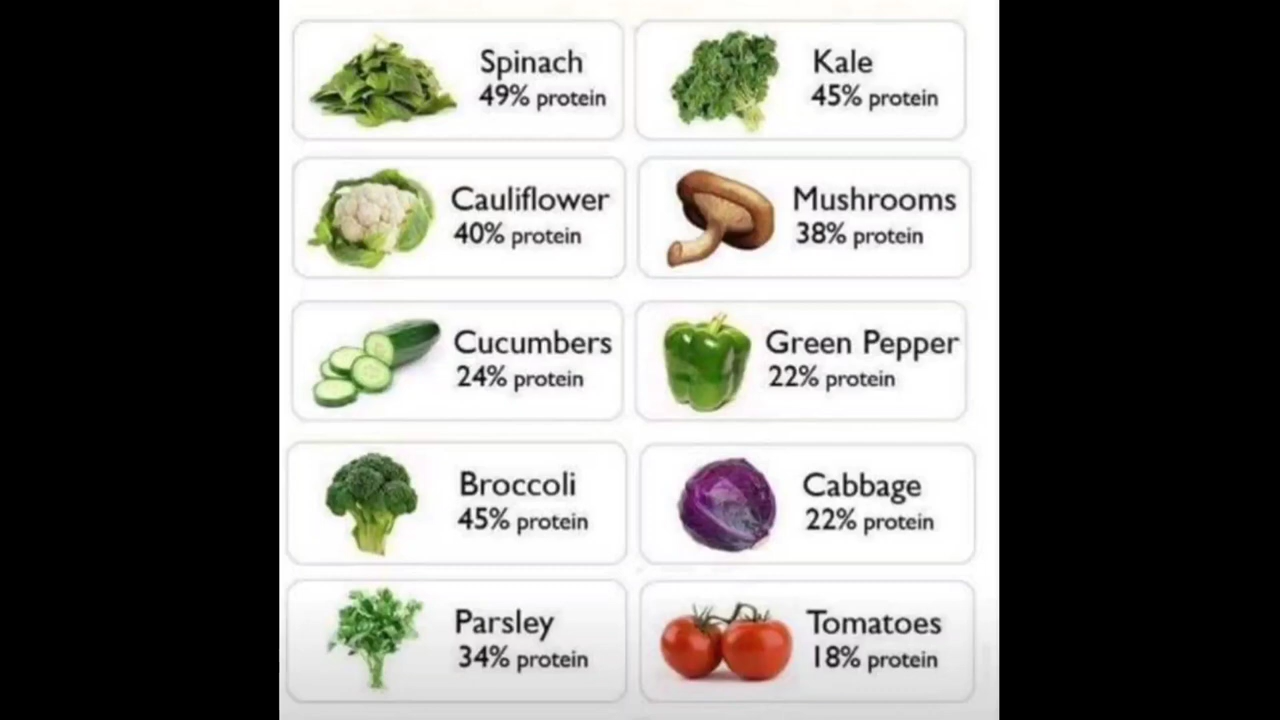 Spinach
49% protein
Kale
45% protein
Cauliflower
40% protein
Mushrooms
38% protein
Cucumbers
24% protein
Green Pepper
22% protein
Broccoli
45% protein
Cabbage
22% protein
Parsley
34% protein
Tomatoes
18% protein